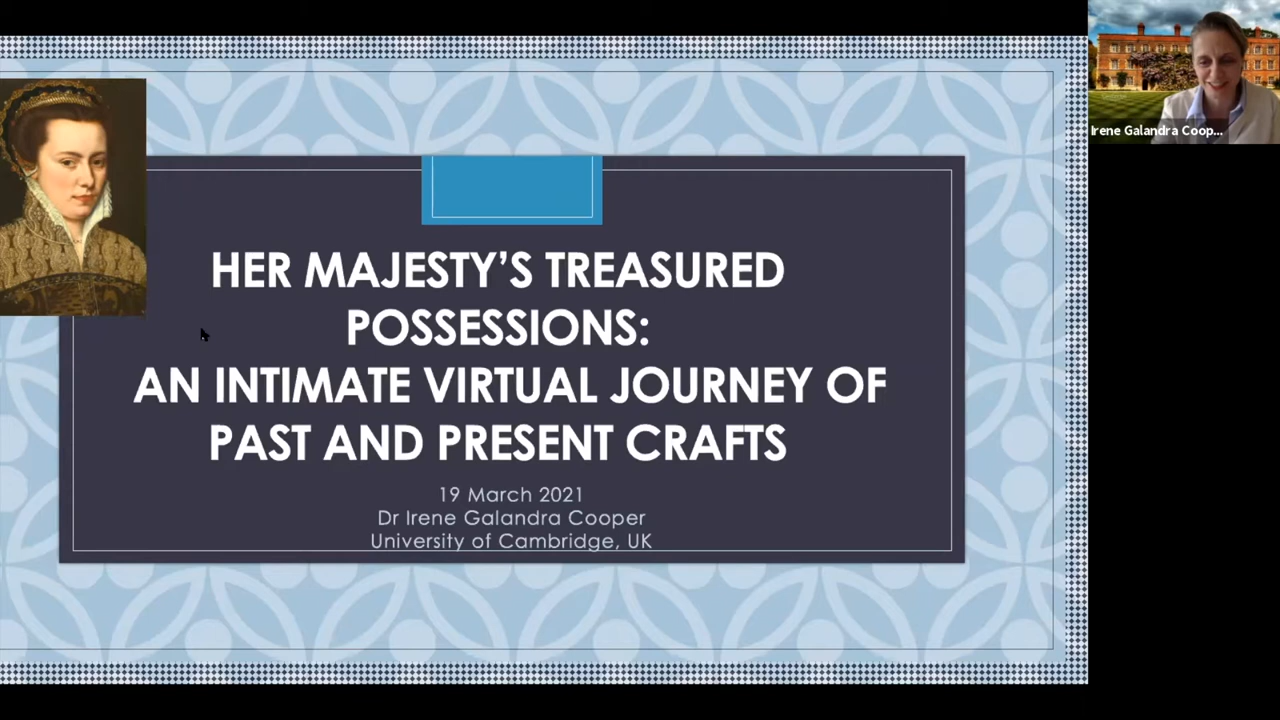 Irene Galandra Coop...
HER MAJESTY’S TREASURED
POSSESSIONS:
AN INTIMATE VIRTUAL JOURNEY OF
PAST AND PRESENT CRAFTS
19 March 2021
Dr Irene Galandra Cooper
University of Cambridge, UK